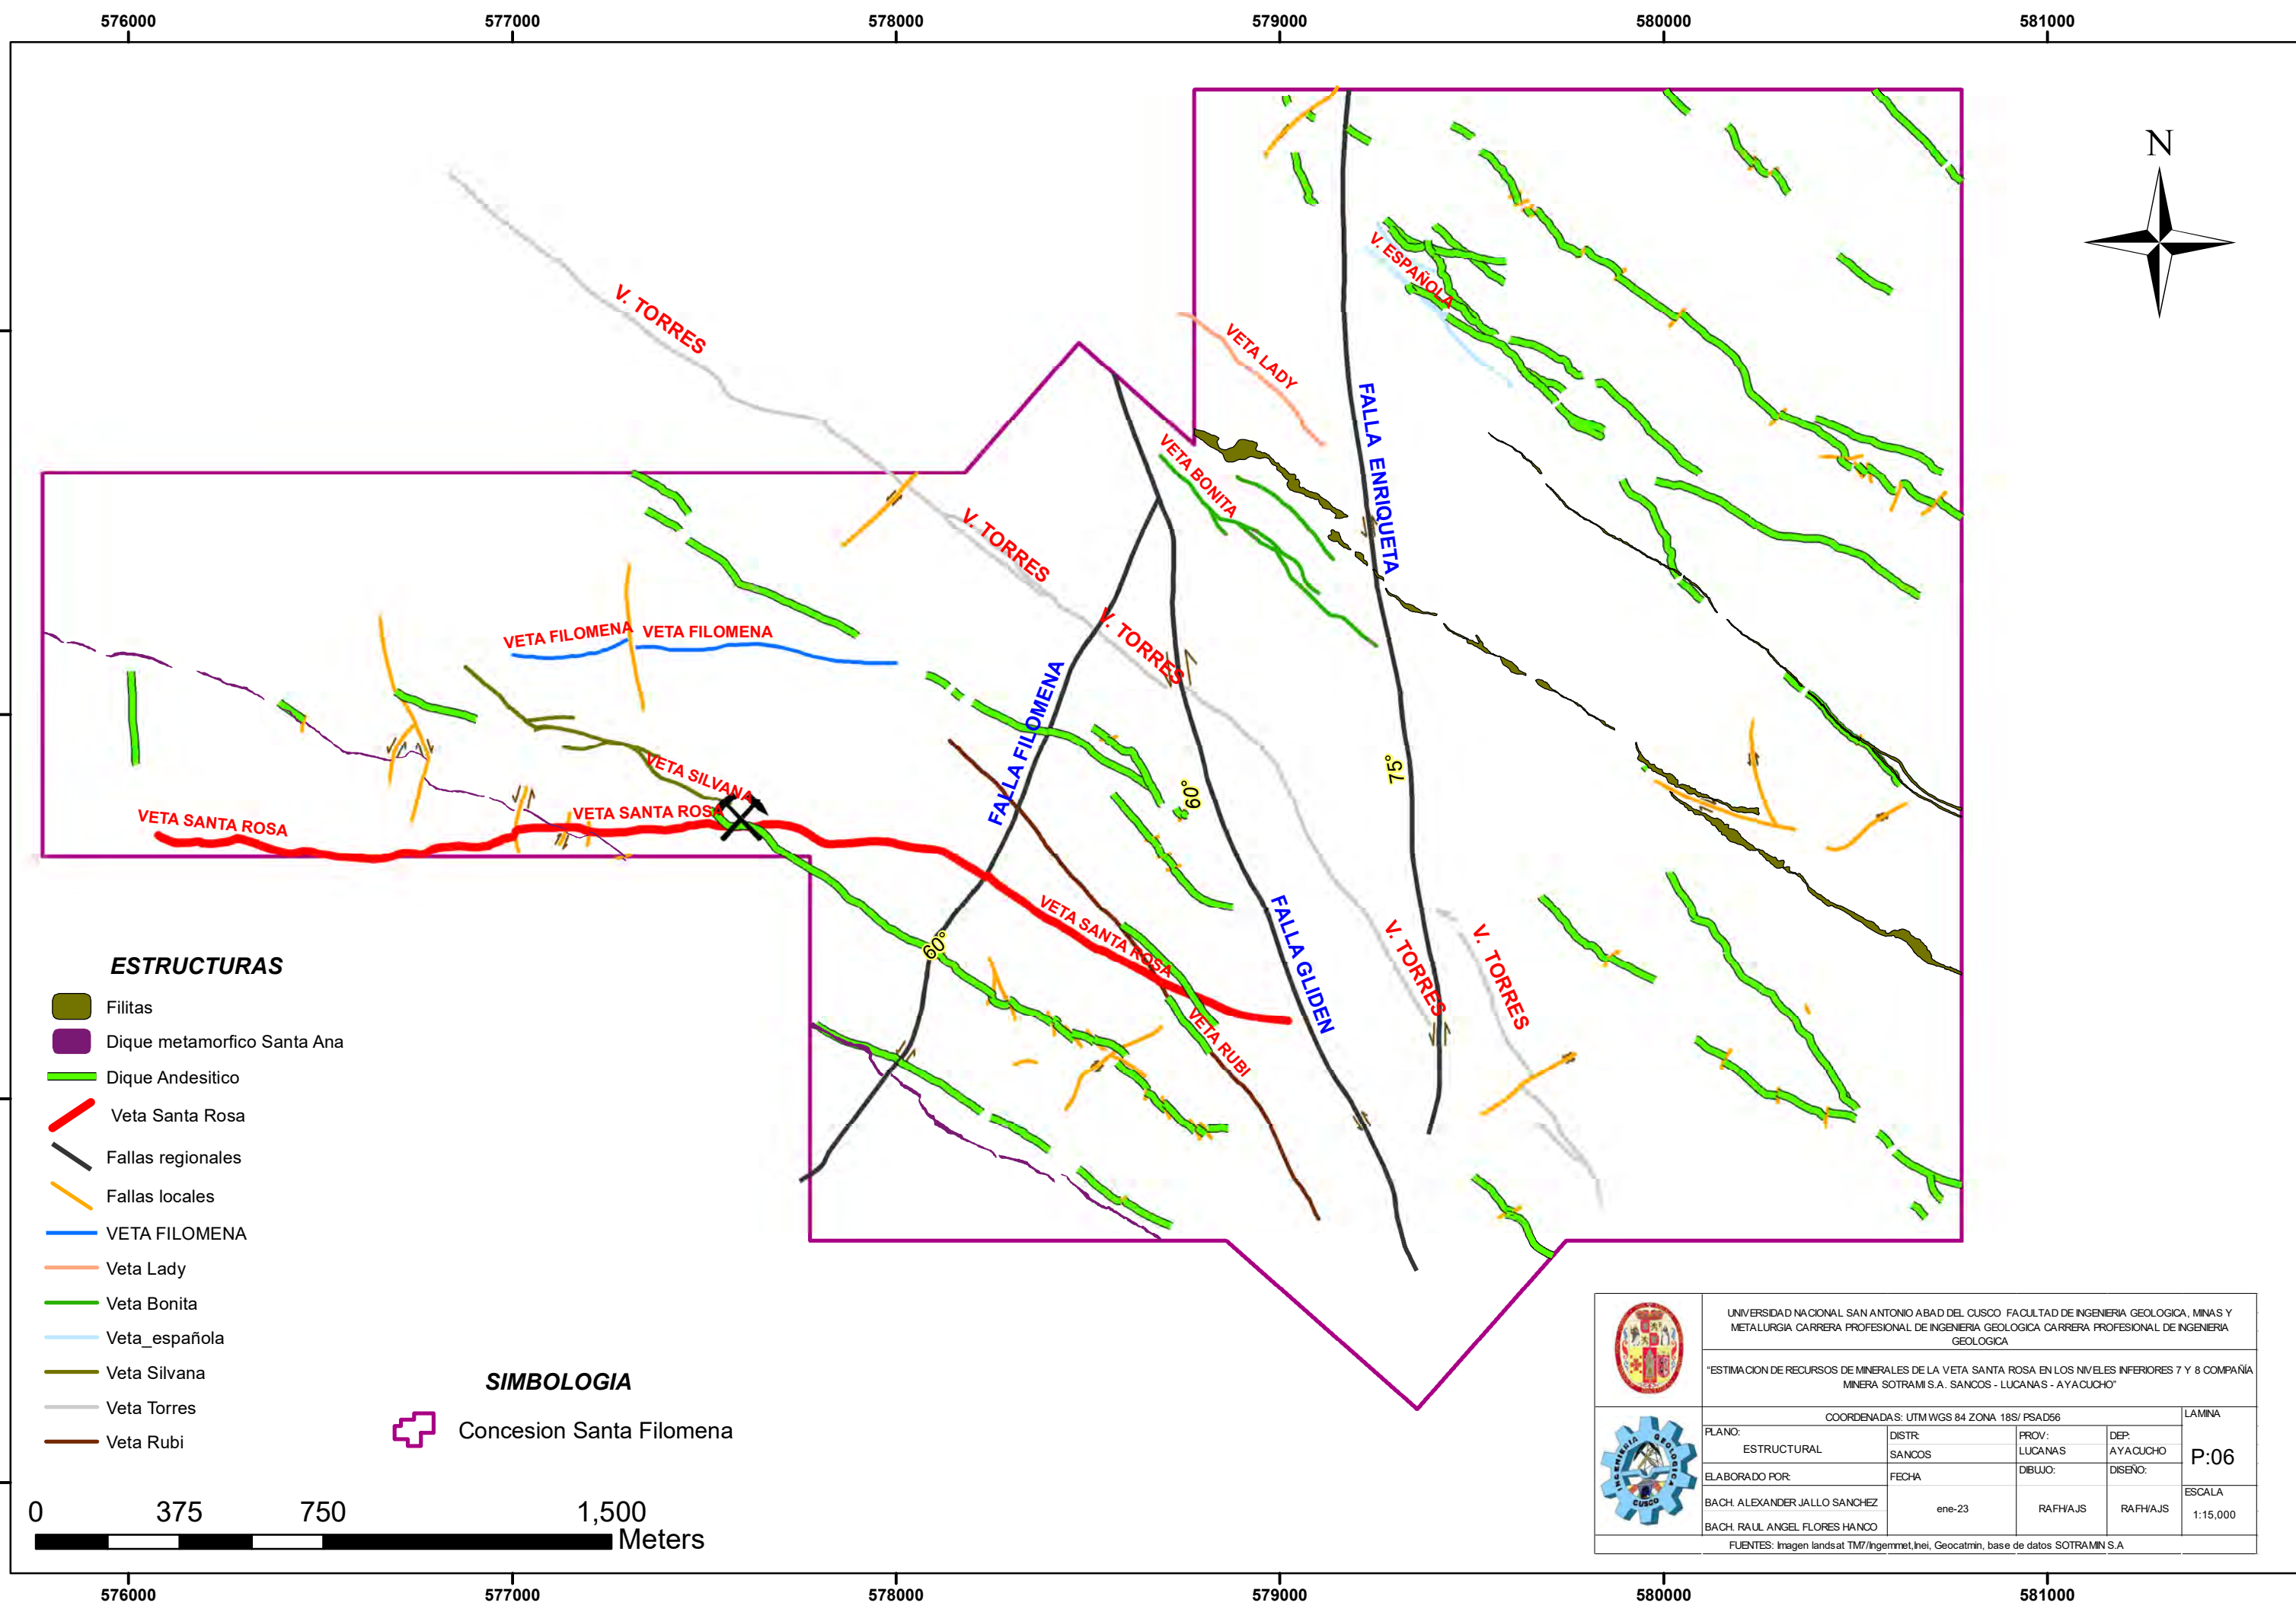 576000
577000
578000
579000
580000
581000
N
V. TORRES
V. ESPAÑOLA
VETA LADY
FALLA ENRIQUETA
VETA BONITA
V. TORRES
V. TORRES
VETA FILOMENA
VETA FILOMENA
FALLA FILOMENA
VETA SILVANA
VETA SANTA ROSA
VETA SANTA ROSA
60°
75°
60°
VETA SANTA ROSA
FALLA GLIDEN
V. TORRES
V. TORRES
VETA RUBI
ESTRUCTURAS
Filitas
Dique metamorfico Santa Ana
Dique Andesitico
Veta Santa Rosa
Fallas regionales
Fallas locales
VETA FILOMENA
Veta Lady
Veta Bonita
Veta_española
Veta Silvana
Veta Torres
Veta Rubi
SIMBOLOGIA
Concesion Santa Filomena
0 375 750 1,500
Meters
UNIVERSIDAD NACIONAL SAN ANTONIO ABAD DEL CUSCO FACULTAD DE INGENIERIA GEOLOGICA, MINAS Y
METALURGIA CARRERA PROFESIONAL DE INGENIERIA GEOLOGICA CARRERA PROFESIONAL DE INGENIERIA
GEOLOGICA
"ESTIMACION DE RECURSOS DE MINERALES DE LA VETA SANTA ROSA EN LOS NIVELES INFERIORES 7 Y 8 COMPAÑÍA
MINERA SOTRAMI S.A. SANCOS - LUCANAS - AYACUCHO"
INGENIERIA GEOLOGICA
CUSCO
COORDENADAS: UTM WGS 84 ZONA 18S/ PSAD56
LAMINA
P:06
PLANO:
ESTRUCTURAL
DISTR:
SANCOS
PROV:
LUCANAS
DEP:
AYACUCHO
ELABORADO POR:
BACH. ALEXANDER JALLO SANCHEZ
BACH. RAUL ANGEL FLORES HANCO
FECHA
ene-23
DIBUJO:
RAFH/AJS
DISEÑO:
RAFH/AJS
ESCALA
1:15,000
FUENTES: Imagen landsat TM7/Ingemmet,Inei, Geocatmin, base de datos SOTRAMIN S.A
576000
577000
578000
579000
580000
581000